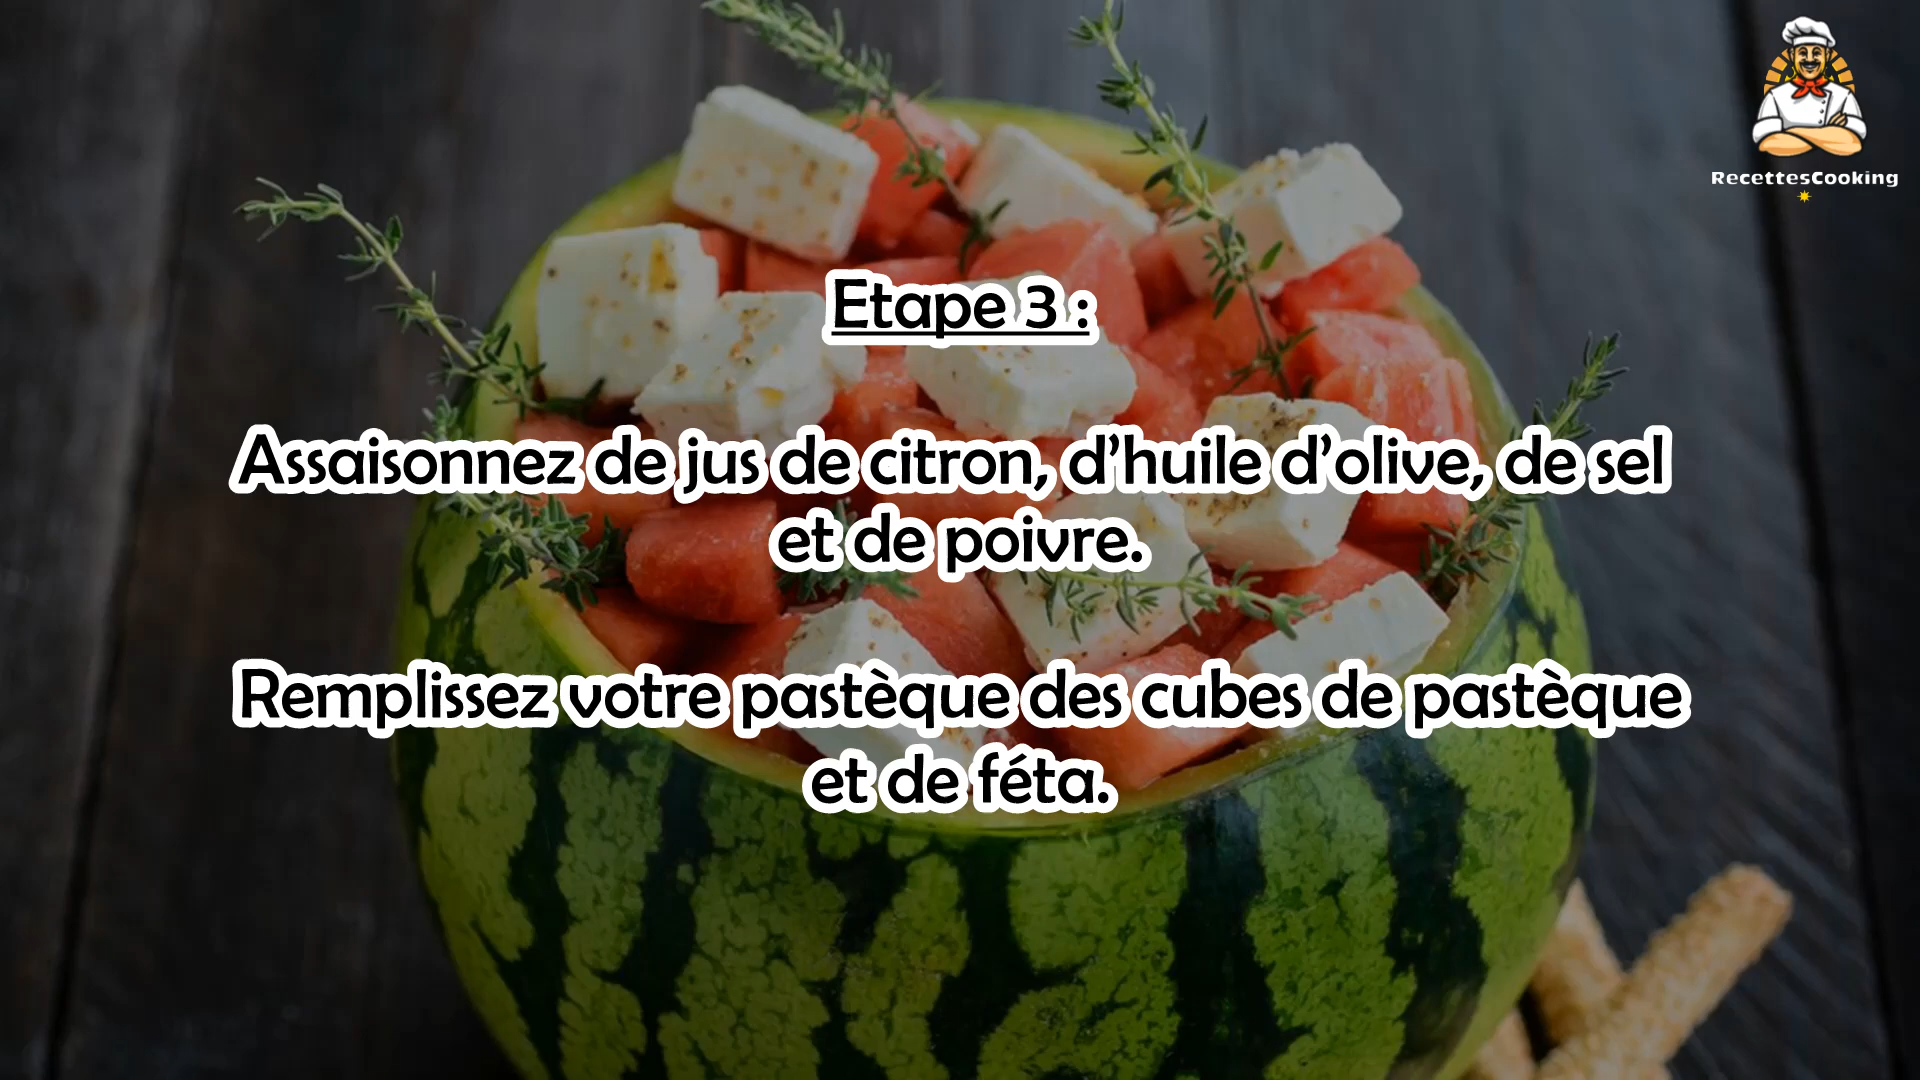 RecettesCooking
Etape 3 :
Assaisonnez de jus de citron, d’huile d’olive, de sel
et de poivre.
Remplissez votre pastèque des cubes de pastèque
et de féta.